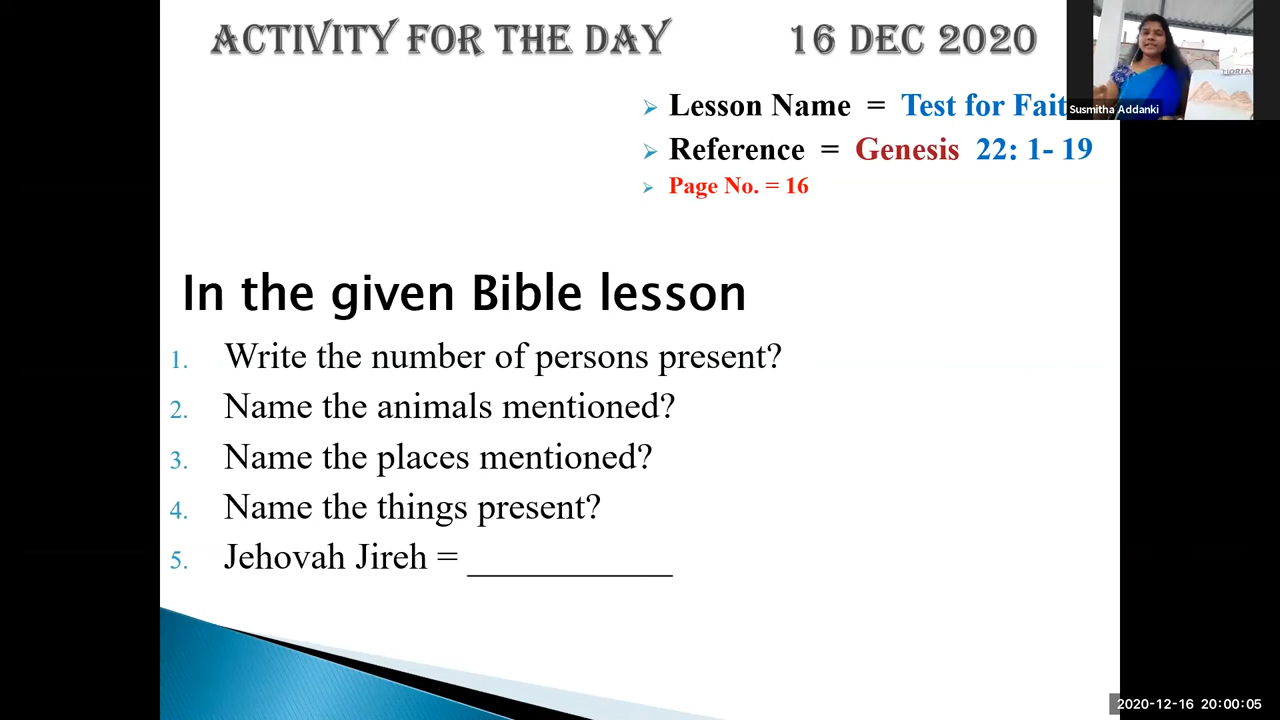 ACTIVITY FOR THE DAY 16 DEC 2020
Susmitha Addanki
➢ Lesson Name = Test for Fait
➢ Reference = Genesis 22: 1- 19
➢ Page No. = 16
In the given Bible lesson
1. Write the number of persons present?
2. Name the animals mentioned?
3. Name the places mentioned?
4. Name the things present?
5. Jehovah Jireh = ___________
2020-12-16 20:00:05